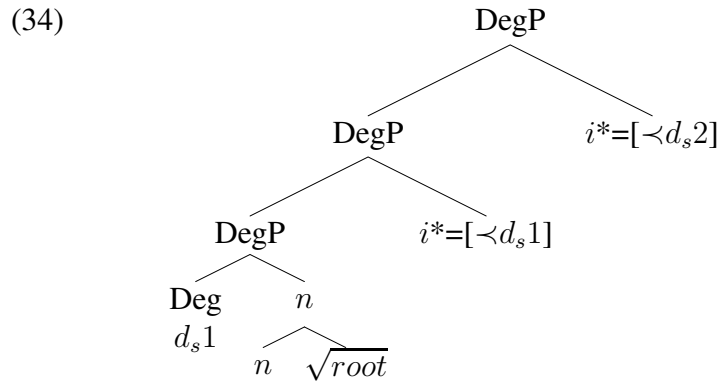 (34) DegP
DegP i*=[≺d_s2]
DegP i*=[≺d_s1]
Deg n
d_s1
n √root